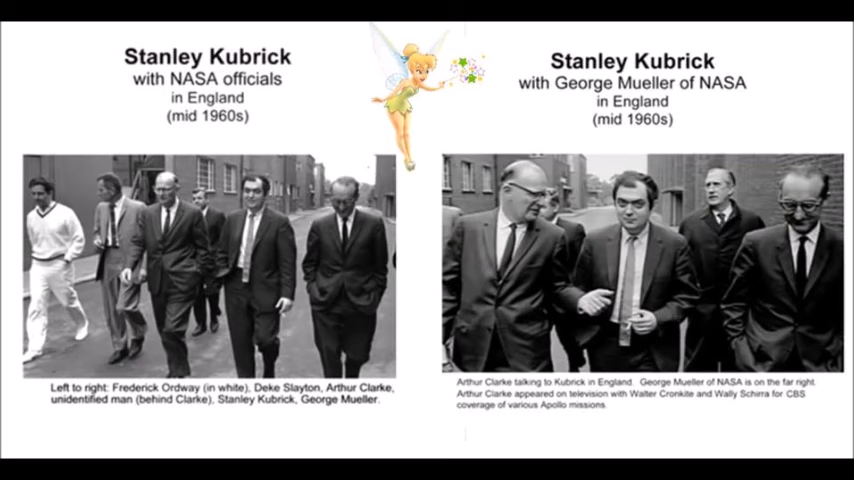 Stanley Kubrick
with NASA officials
in England
(mid 1960s)
Left to right: Frederick Ordway (in white), Deke Slayton, Arthur Clarke,
unidentified man (behind Clarke), Stanley Kubrick, George Mueller.
Stanley Kubrick
with George Mueller of NASA
in England
(mid 1960s)
Arthur Clarke talking to Kubrick in England. George Mueller of NASA is on the far right.
Arthur Clarke appeared on television with Walter Cronkite and Wally Schirra for CBS
coverage of various Apollo missions.